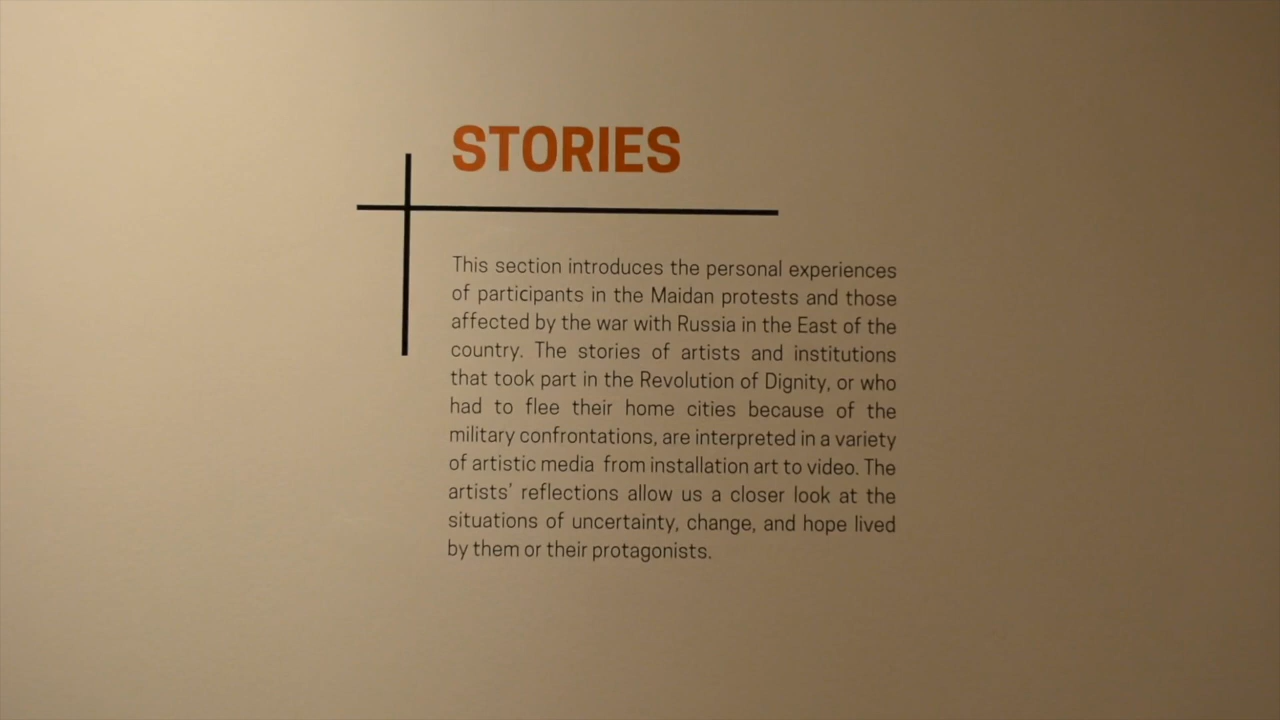 STORIES
This section introduces the personal experiences
of participants in the Maidan protests and those
affected by the war with Russia in the East of the
country. The stories of artists and institutions
that took part in the Revolution of Dignity, or who
had to flee their home cities because of the
military confrontations, are interpreted in a variety
of artistic media from installation art to video. The
artists’ reflections allow us a closer look at the
situations of uncertainty, change, and hope lived
by them or their protagonists.